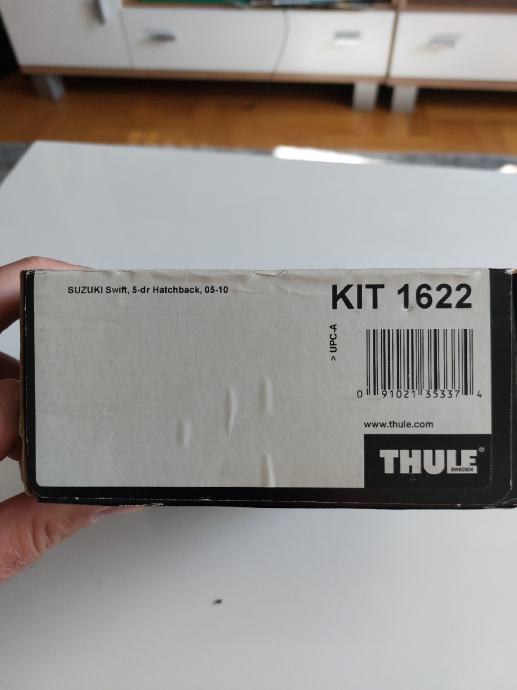 SUZUKI Swift, 5-dr Hatchback, 05-10
KIT 1622
> UPC-A
0 91021 35337 4
www.thule.com
THULE®
SWEDEN